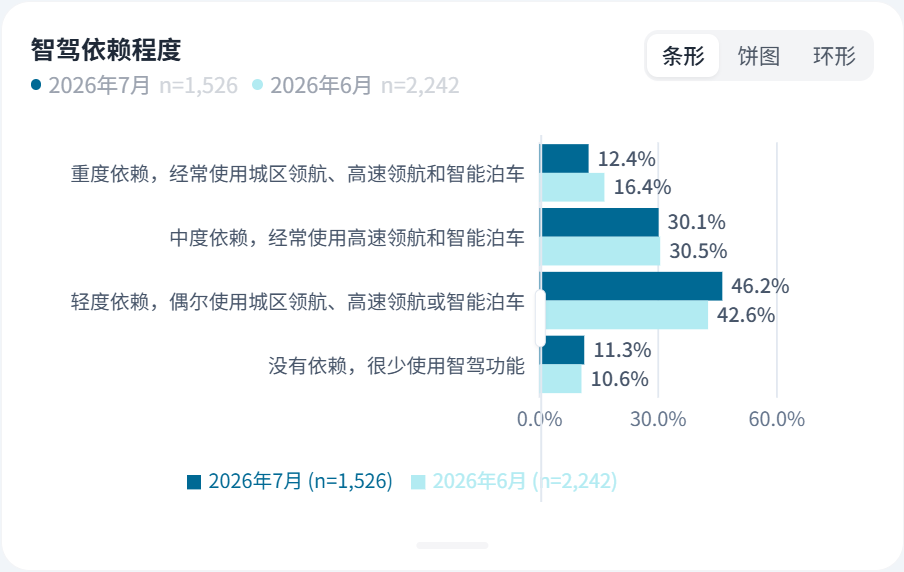 智驾依赖程度
条形 饼图 环形
2026年7月 n=1,526 2026年6月 n=2,242
重度依赖，经常使用城区领航、高速领航和智能泊车 12.4%
16.4%
中度依赖，经常使用高速领航和智能泊车 30.1%
30.5%
轻度依赖，偶尔使用城区领航、高速领航或智能泊车 46.2%
42.6%
没有依赖，很少使用智驾功能 11.3%
10.6%
0.0% 30.0% 60.0%
2026年7月 (n=1,526) 2026年6月 (n=2,242)